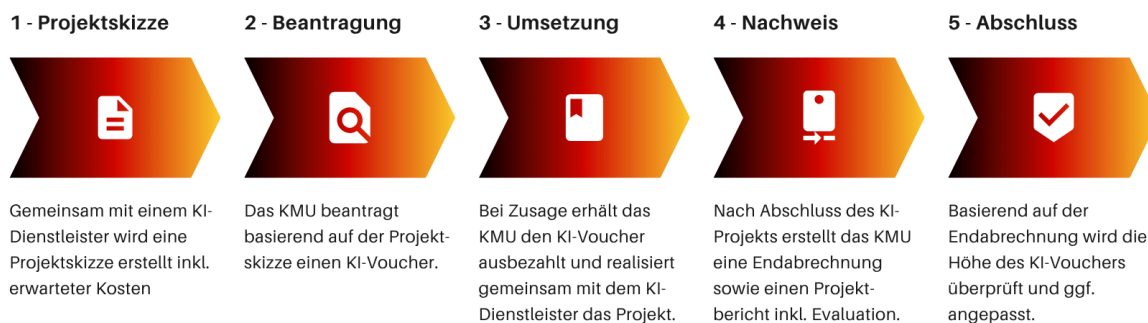 1 - Projektskizze
Gemeinsam mit einem KI-
Dienstleister wird eine
Projektskizze erstellt inkl.
erwarteter Kosten
2 - Beantragung
Das KMU beantragt
basierend auf der Projekt-
skizze einen KI-Voucher.
3 - Umsetzung
Bei Zusage erhält das
KMU den KI-Voucher
ausbezahlt und realisiert
gemeinsam mit dem KI-
Dienstleister das Projekt.
4 - Nachweis
Nach Abschluss des KI-
Projekts erstellt das KMU
eine Endabrechnung
sowie einen Projekt-
bericht inkl. Evaluation.
5 - Abschluss
Basierend auf der
Endabrechnung wird die
Höhe des KI-Vouchers
überprüft und ggf.
angepasst.